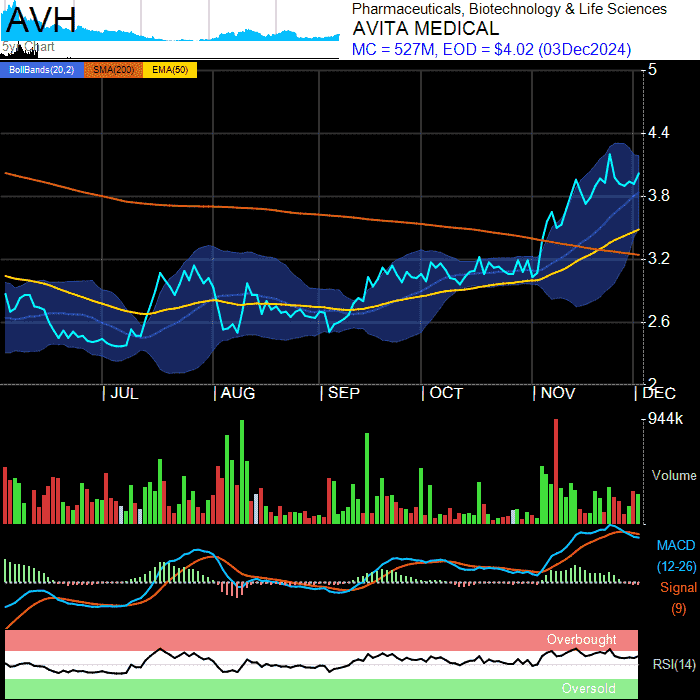 AVH
5yr Chart
Pharmaceuticals, Biotechnology & Life Sciences
AVITA MEDICAL
MC = 527M, EOD = $4.02 (03Dec2024)
BollBands(20,2) SMA(200) EMA(50)
5
4.4
3.8
3.2
2.6
2
JUL AUG SEP OCT NOV DEC
944k
Volume
MACD
(12-26)
Signal
(9)
Overbought
RSI(14)
Oversold